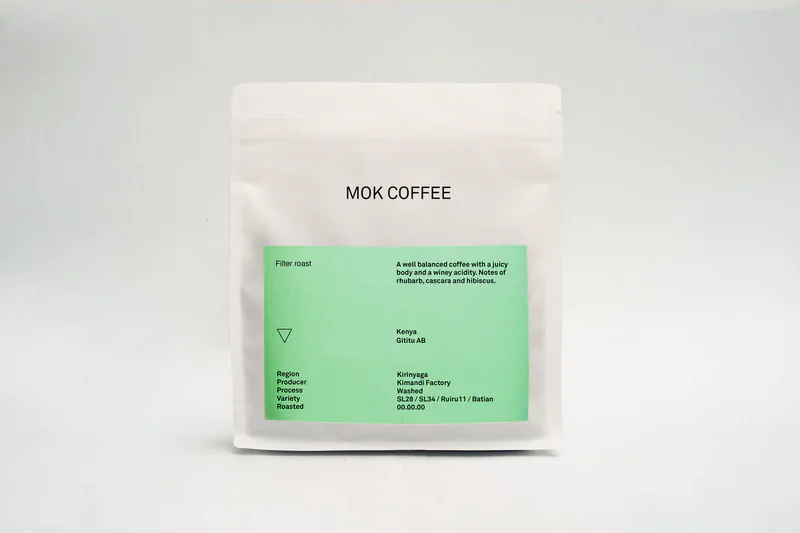 MOK COFFEE
Filter roast
A well balanced coffee with a juicy
body and a winey acidity. Notes of
rhubarb, cascara and hibiscus.
Kenya
Gititu AB
Region Kirinyaga
Producer Kimandi Factory
Process Washed
Variety SL28 / SL34 / Ruiru11 / Batian
Roasted 00.00.00